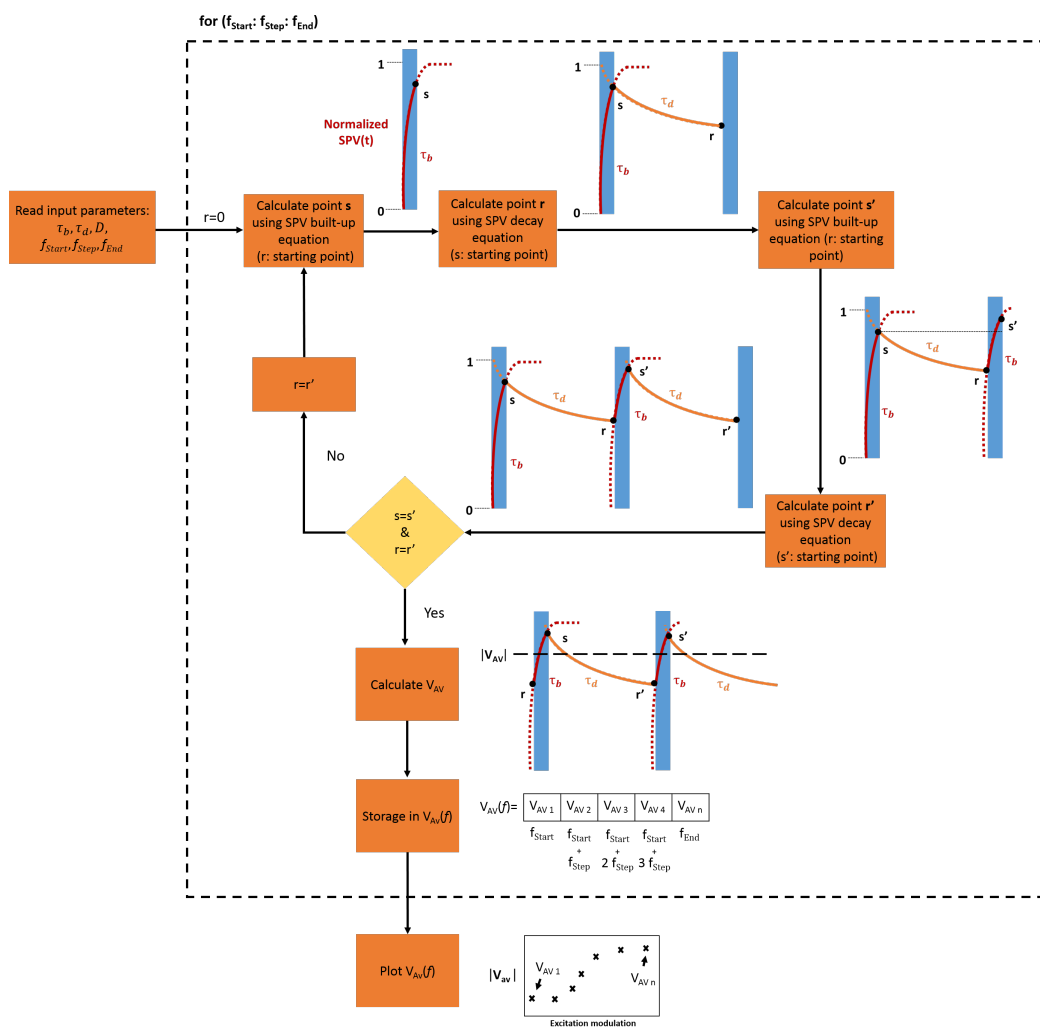 for (fStart: fStep: fEnd)
1
s
Normalized
SPV(t)
τb
0
1
s
τd
r
τb
0
Read input parameters:
τb, τd, D,
fStart, fStep, fEnd
r=0
Calculate point s
using SPV built-up
equation
(r: starting point)
Calculate point r
using SPV decay
equation
(s: starting point)
Calculate point s’
using SPV built-up
equation (r: starting
point)
1
s
s’
τd
τb
r
τb
0
r=r’
1
s
s’
τd
τd
r
τb
r’
τb
0
No
s=s’
&
r=r’
Calculate point r’
using SPV decay
equation
(s’: starting point)
Yes
Calculate VAV
|VAV|
s
s’
r
τb
τd
r’
τb
τd
Storage in VAv(f)
VAV(f)=
VAV 1 VAV 2 VAV 3 VAV 4 VAV n
fStart fStart fStart fStart fEnd
+ + +
fStep 2 fStep 3 fStep
Plot VAv(f)
|Vav|
VAV 1
VAV n
Excitation modulation